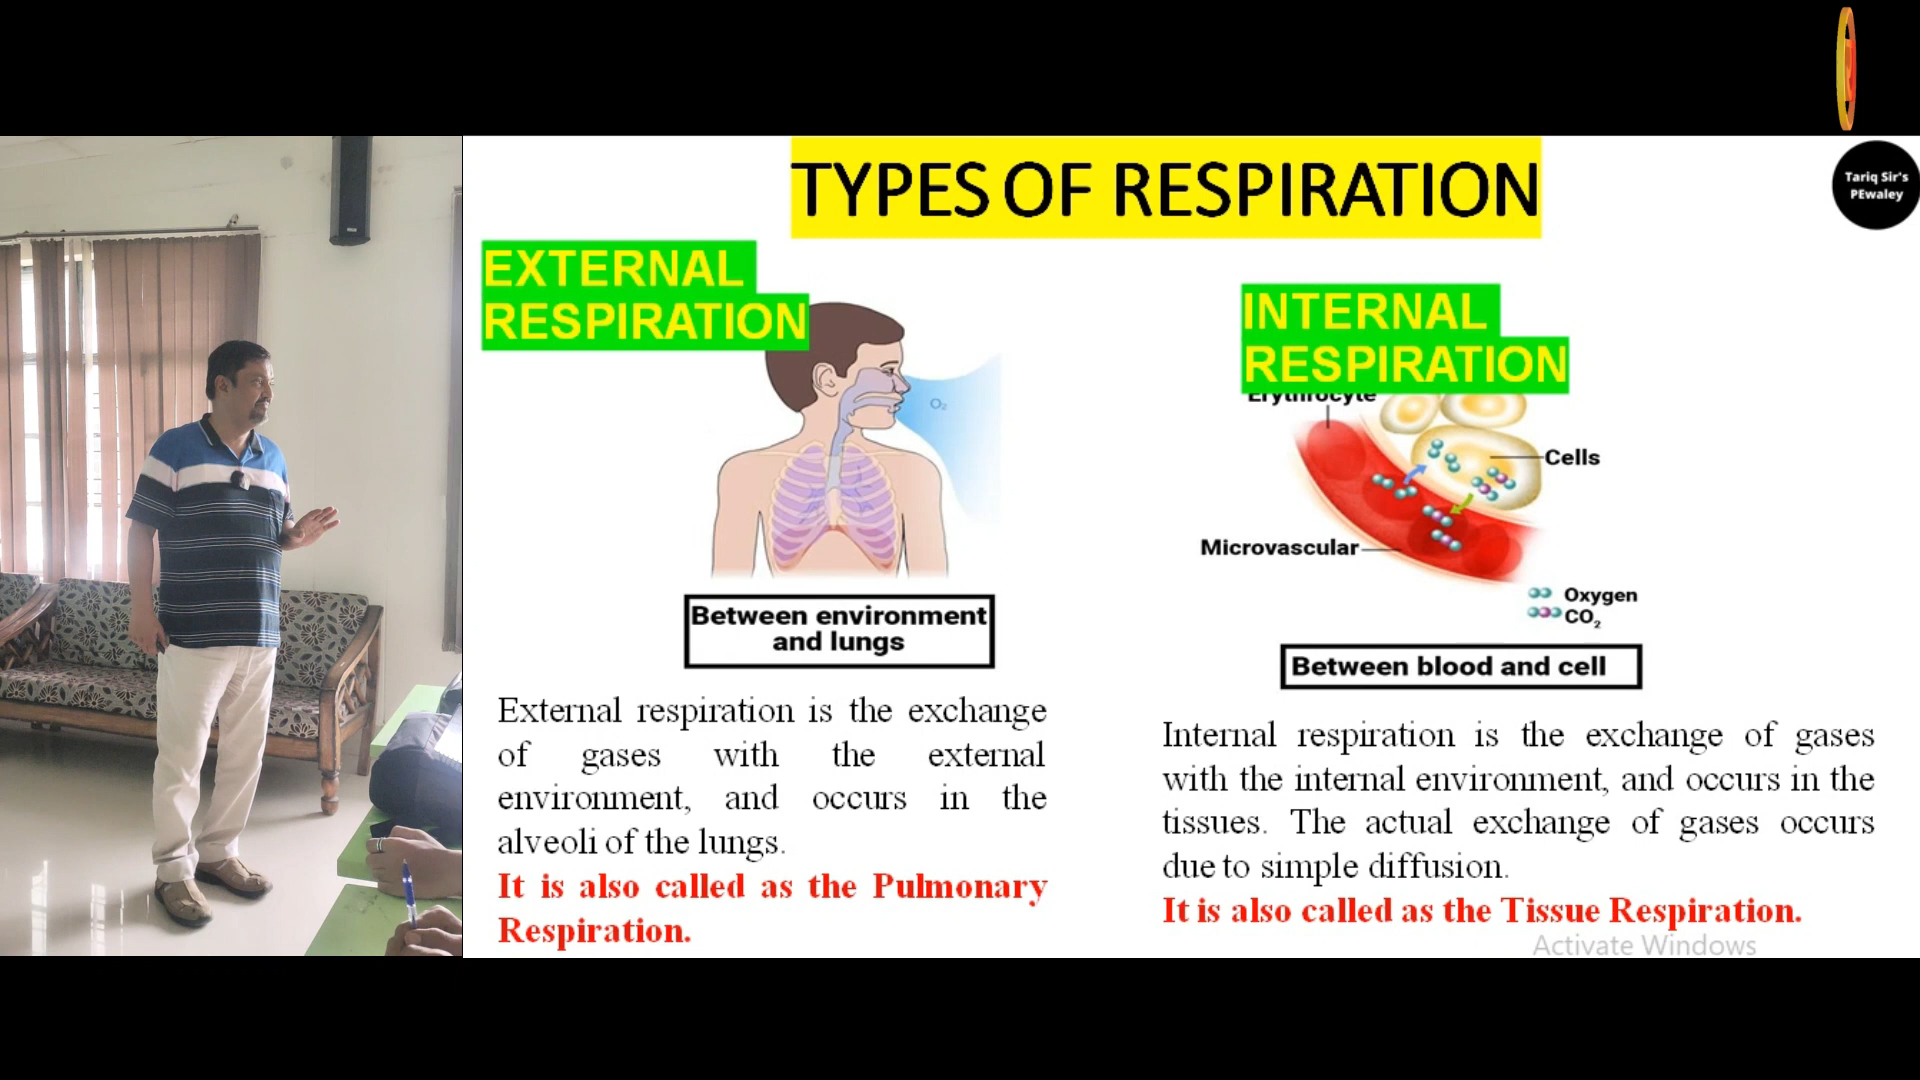 TYPES OF RESPIRATION
Tariq Sir's
PEwaley
EXTERNAL
RESPIRATION
O₂
Between environment
and lungs
External respiration is the exchange
of gases with the external
environment, and occurs in the
alveoli of the lungs.
It is also called as the Pulmonary
Respiration.
INTERNAL
RESPIRATION
Erythrocyte
Cells
Microvascular
Oxygen
CO₂
Between blood and cell
Internal respiration is the exchange of gases
with the internal environment, and occurs in the
tissues. The actual exchange of gases occurs
due to simple diffusion.
It is also called as the Tissue Respiration.
Activate Windows